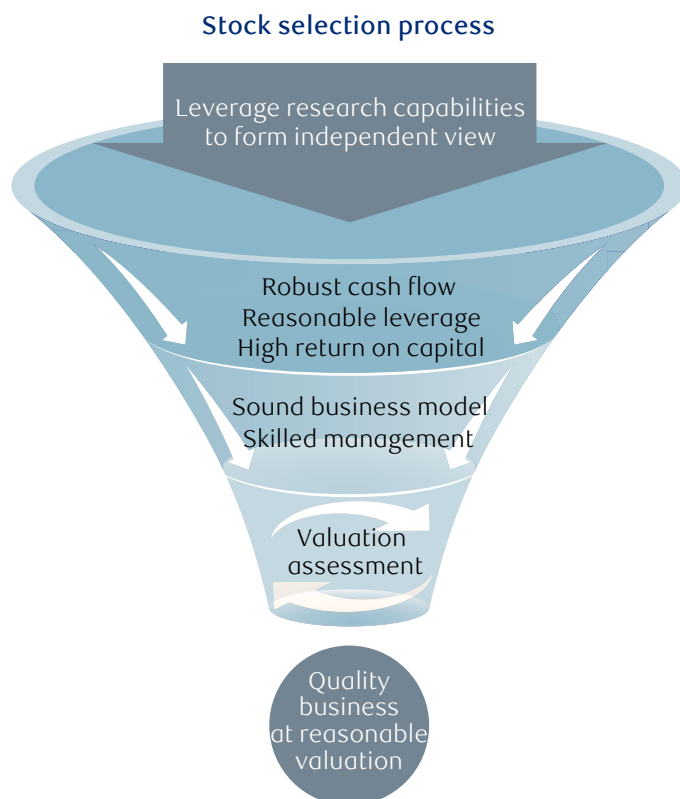 Stock selection process
Leverage research capabilities
to form independent view
Robust cash flow
Reasonable leverage
High return on capital
Sound business model
Skilled management
Valuation
assessment
Quality
business
at reasonable
valuation